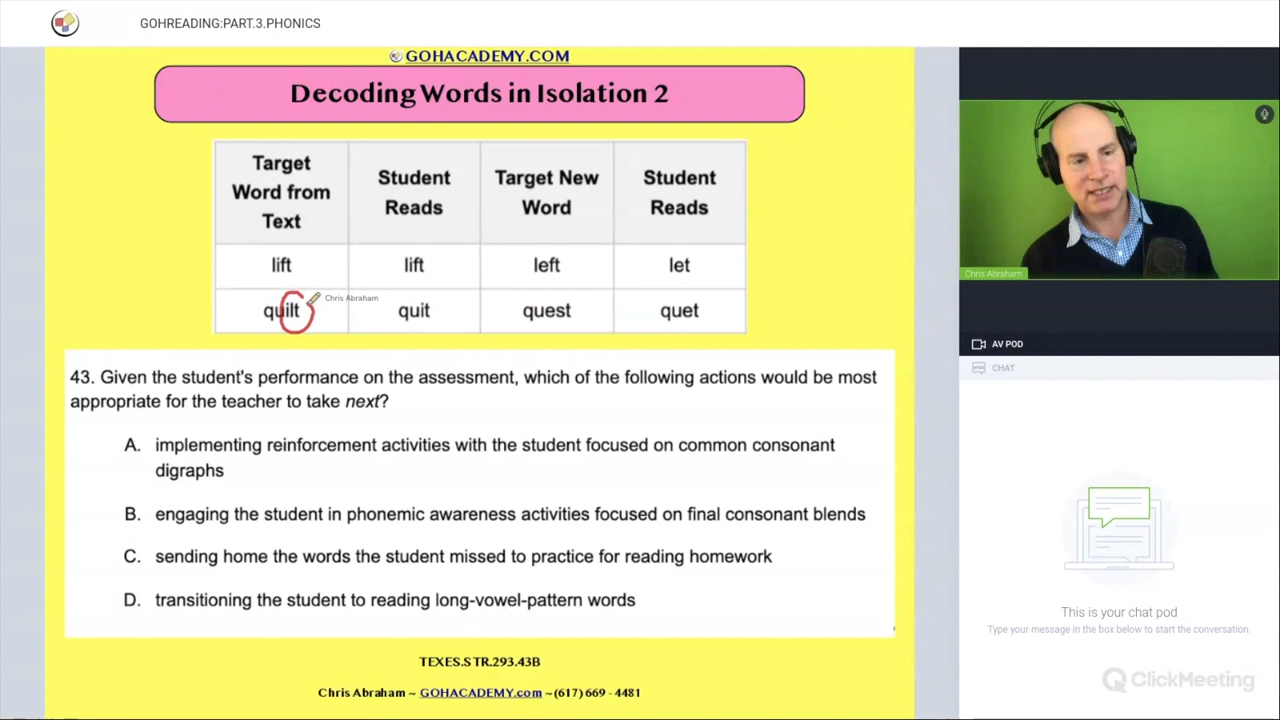 GOHREADING:PART.3.PHONICS
GOHACADEMY.COM
Decoding Words in Isolation 2
Target Word from Text
Student Reads
Target New Word
Student Reads
lift
lift
left
let
quilt
quit
quest
quet
Chris Abraham
43. Given the student's performance on the assessment, which of the following actions would be most
appropriate for the teacher to take next?
A. implementing reinforcement activities with the student focused on common consonant
digraphs
B. engaging the student in phonemic awareness activities focused on final consonant blends
C. sending home the words the student missed to practice for reading homework
D. transitioning the student to reading long-vowel-pattern words
TEXES.STR.293.43B
Chris Abraham ~ GOHACADEMY.com ~ (617) 669 - 4481
Chris Abraham
AV POD
CHAT
This is your chat pod
Type your message in the box below to start the conversation.
ClickMeeting